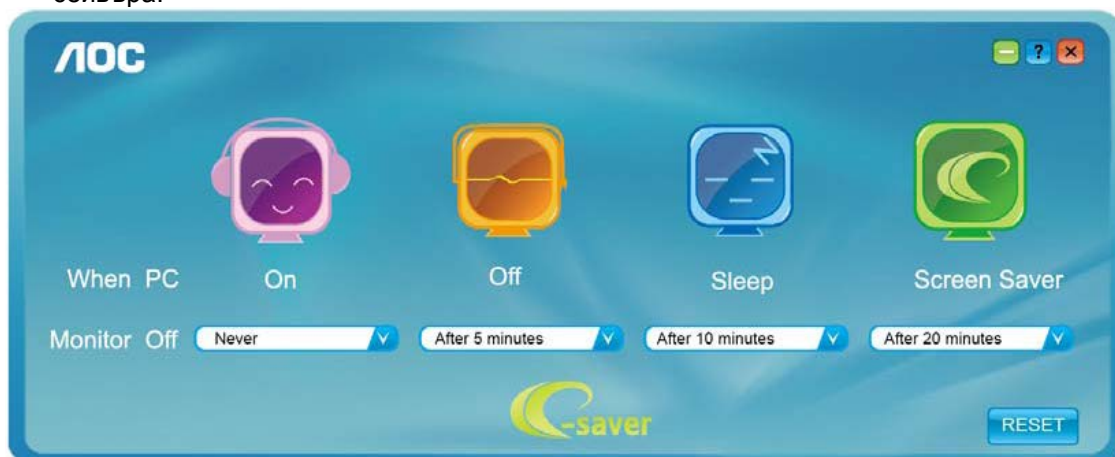 AOC
?
When PC On Off Sleep Screen Saver
Monitor Off Never After 5 minutes After 10 minutes After 20 minutes
e-saver
RESET